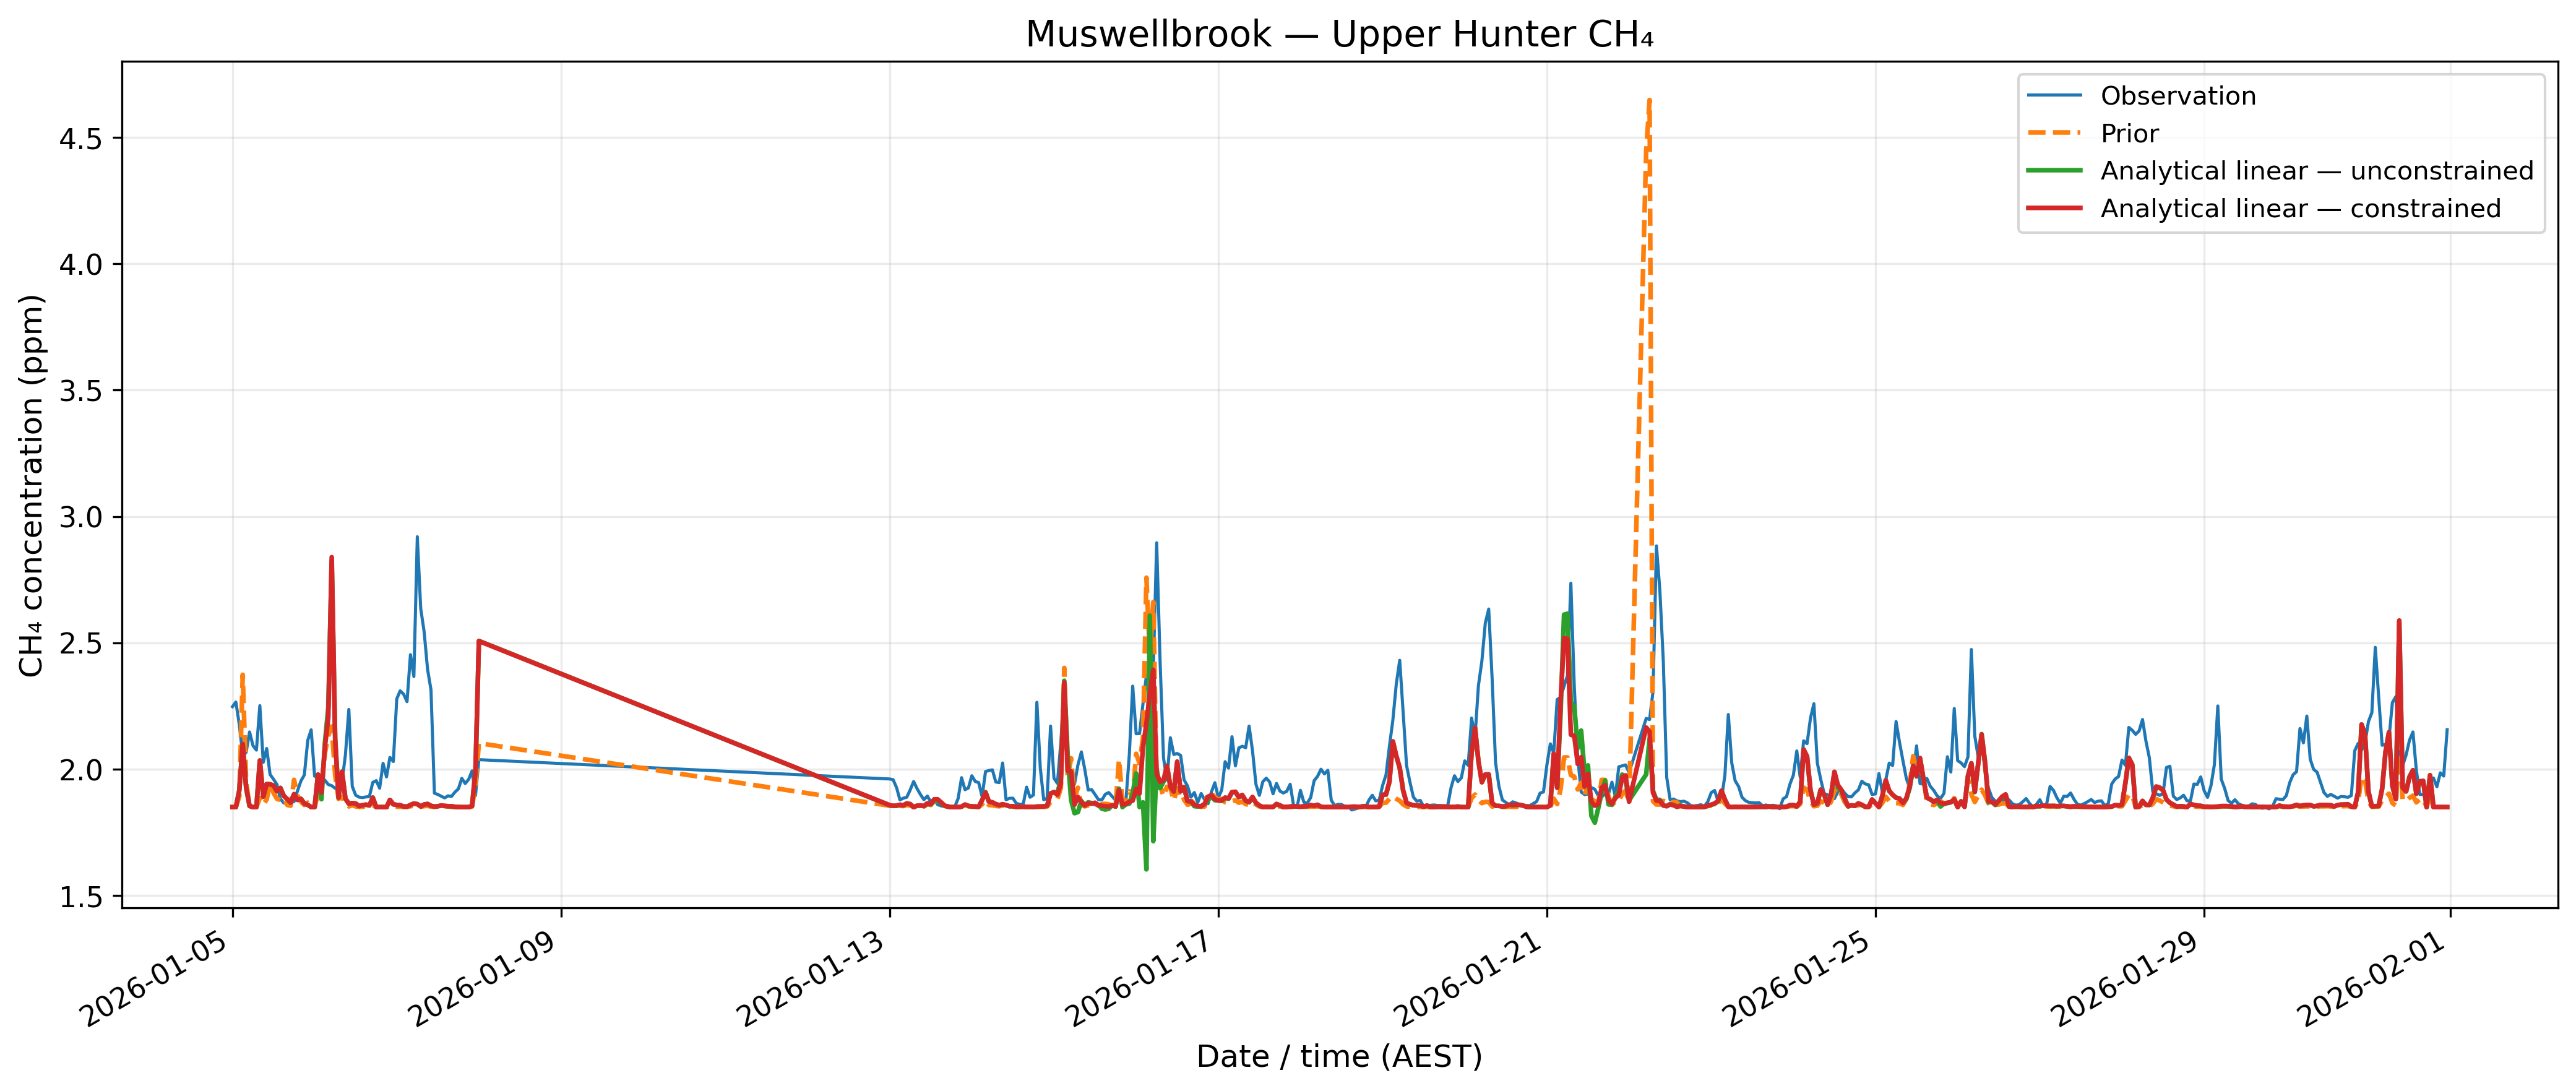 Muswellbrook — Upper Hunter CH₄
Observation
Prior
Analytical linear — unconstrained
Analytical linear — constrained
CH₄ concentration (ppm)
4.5
4.0
3.5
3.0
2.5
2.0
1.5
2026-01-05
2026-01-09
2026-01-13
2026-01-17
2026-01-21
2026-01-25
2026-01-29
2026-02-01
Date / time (AEST)